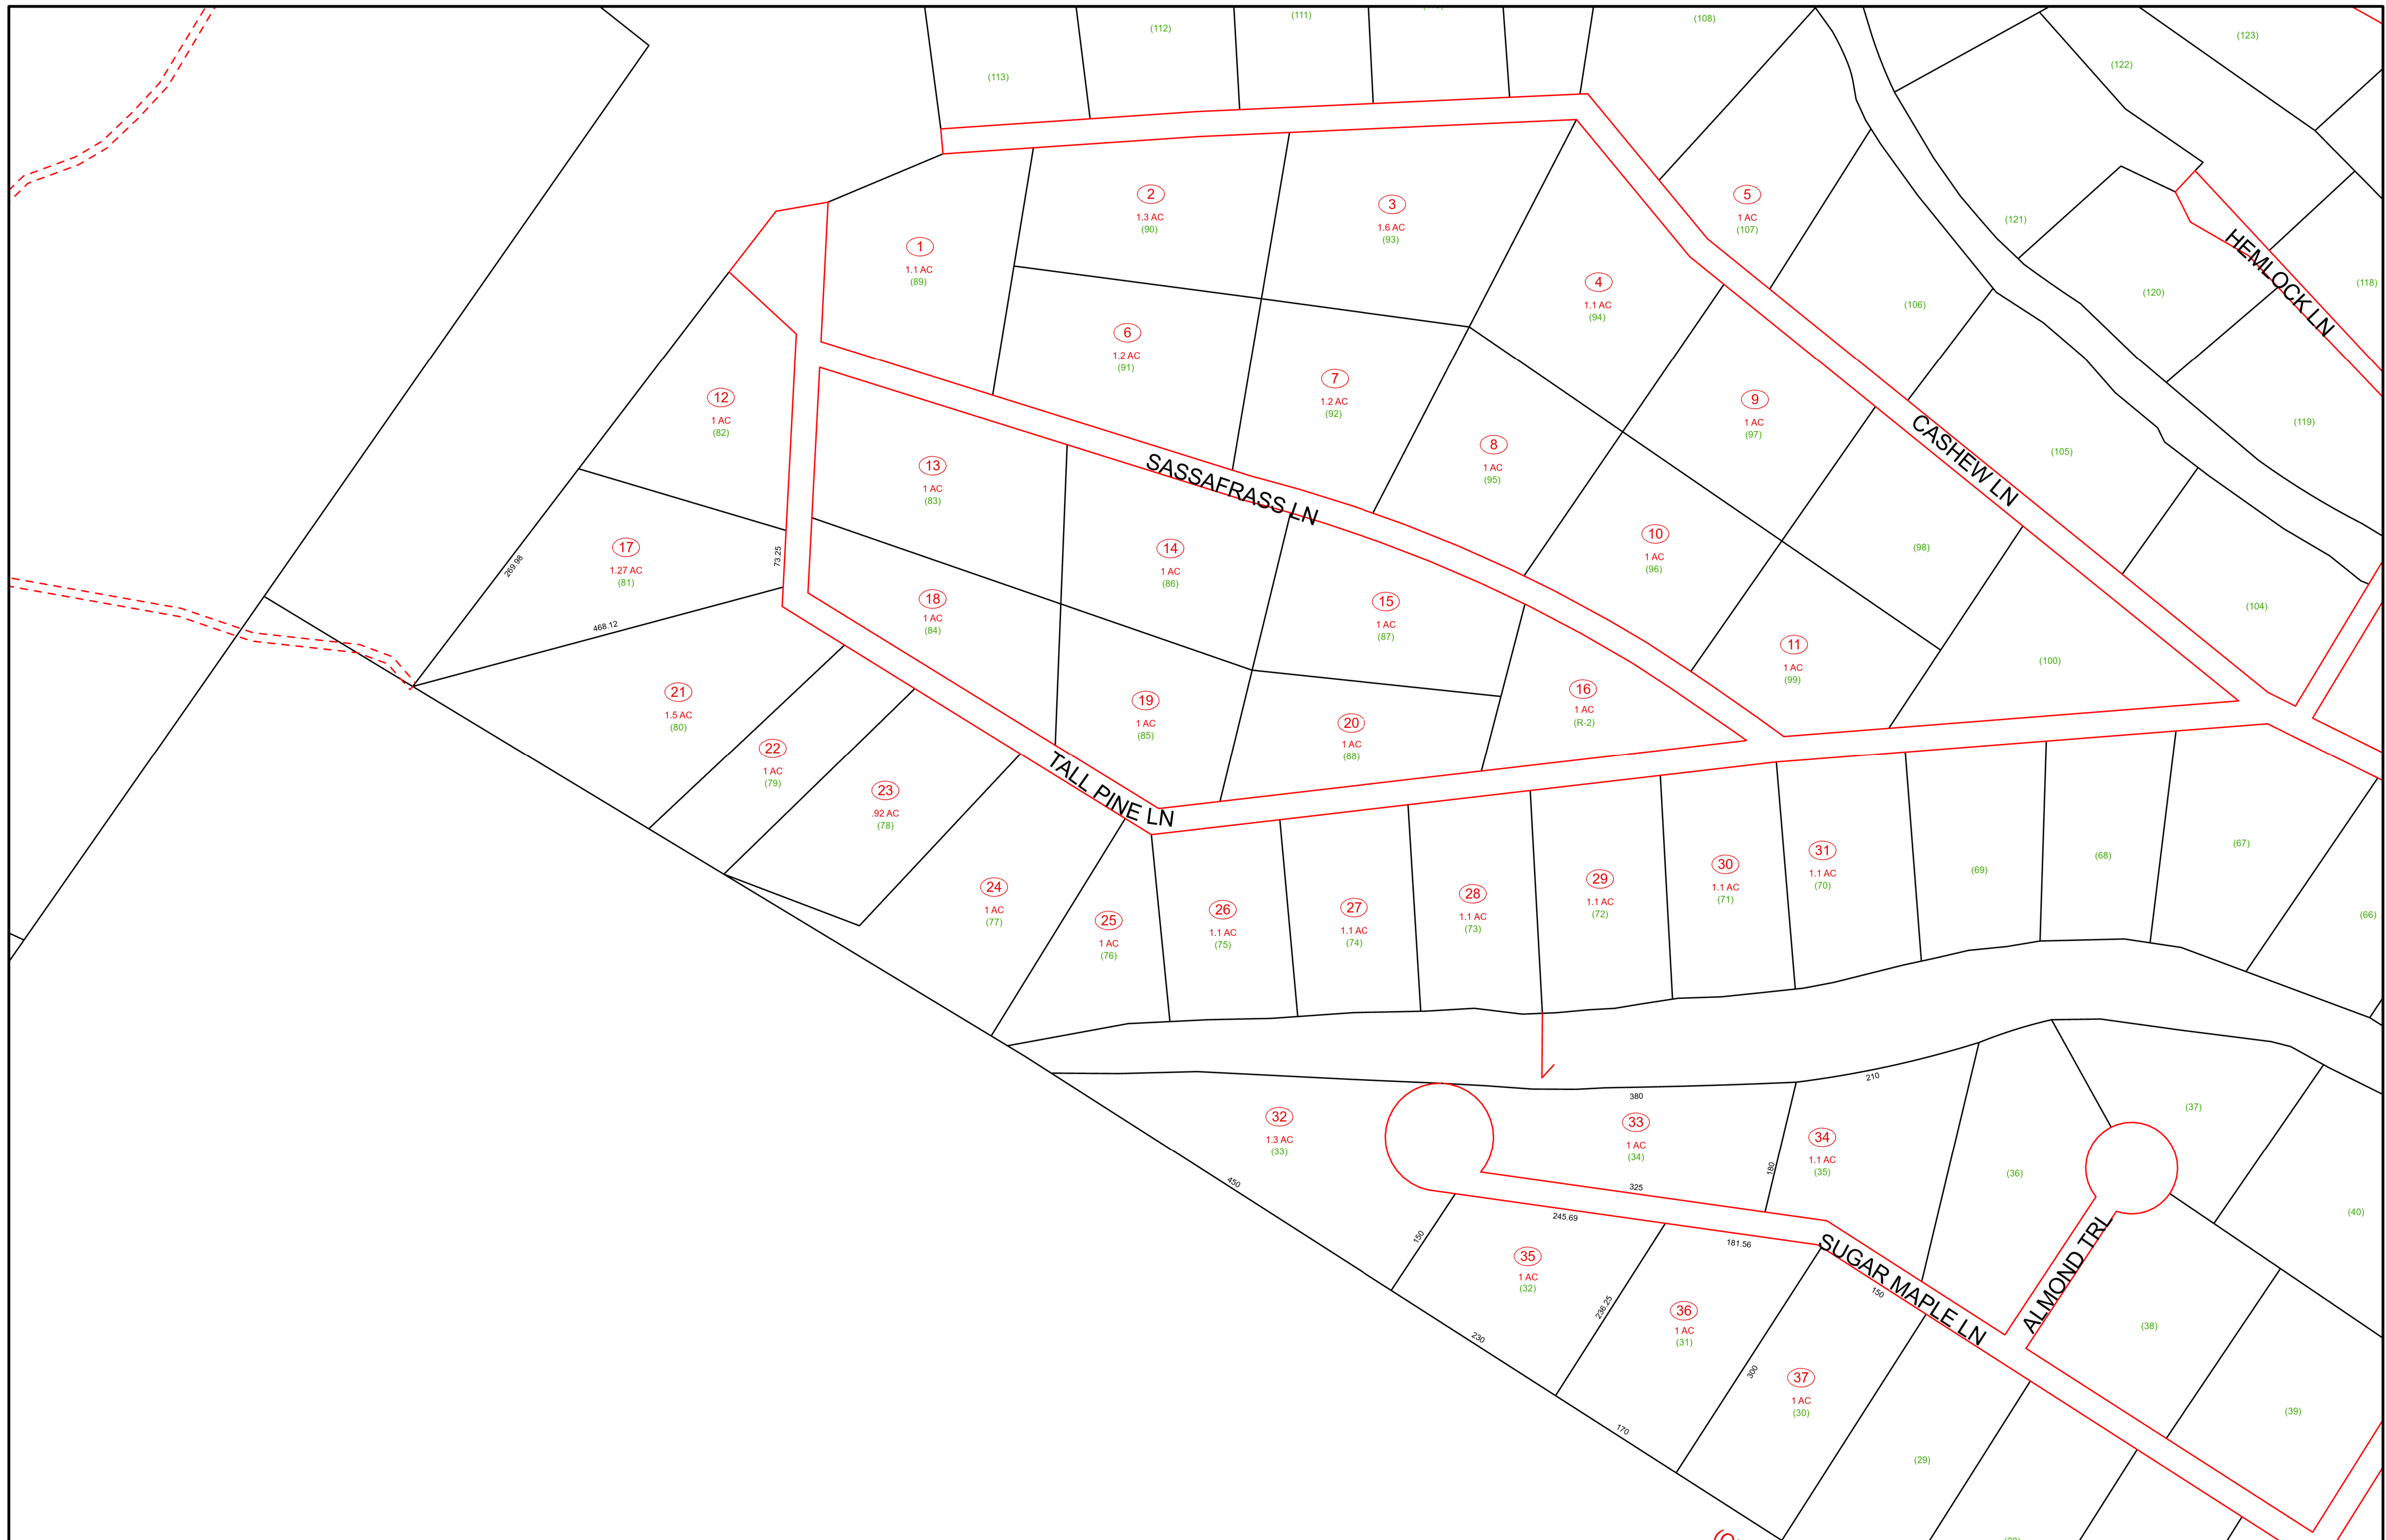 (111)
(108)
(112)
(123)
(122)
(113)
2
1.3 AC
(90)
3
1.6 AC
(93)
5
1 AC
(107)
(121)
1
1.1 AC
(89)
HEMLOCK LN
(118)
(120)
4
1.1 AC
(94)
(106)
6
1.2 AC
(91)
7
1.2 AC
(92)
12
1 AC
(82)
9
1 AC
(97)
CASHEW LN
(119)
(105)
13
1 AC
(83)
SASSAFRASS LN
8
1 AC
(95)
17
1.27 AC
(81)
269.98
73.25
14
1 AC
(86)
10
1 AC
(96)
(98)
468.12
18
1 AC
(84)
15
1 AC
(87)
(104)
11
1 AC
(99)
(100)
21
1.5 AC
(80)
19
1 AC
(85)
16
1 AC
(R-2)
20
1 AC
(88)
22
1 AC
(79)
TALL PINE LN
23
.92 AC
(78)
24
1 AC
(77)
25
1 AC
(76)
26
1.1 AC
(75)
27
1.1 AC
(74)
28
1.1 AC
(73)
29
1.1 AC
(72)
30
1.1 AC
(71)
31
1.1 AC
(70)
(69)
(68)
(67)
(66)
32
1.3 AC
(33)
380
33
1 AC
(34)
210
34
1.1 AC
(35)
180
325
(37)
(36)
(40)
450
245.69
181.56
150
35
1 AC
(32)
SUGAR MAPLE LN
150
ALMOND TRL
236.25
36
1 AC
(31)
230
300
37
1 AC
(30)
(38)
(39)
170
(29)